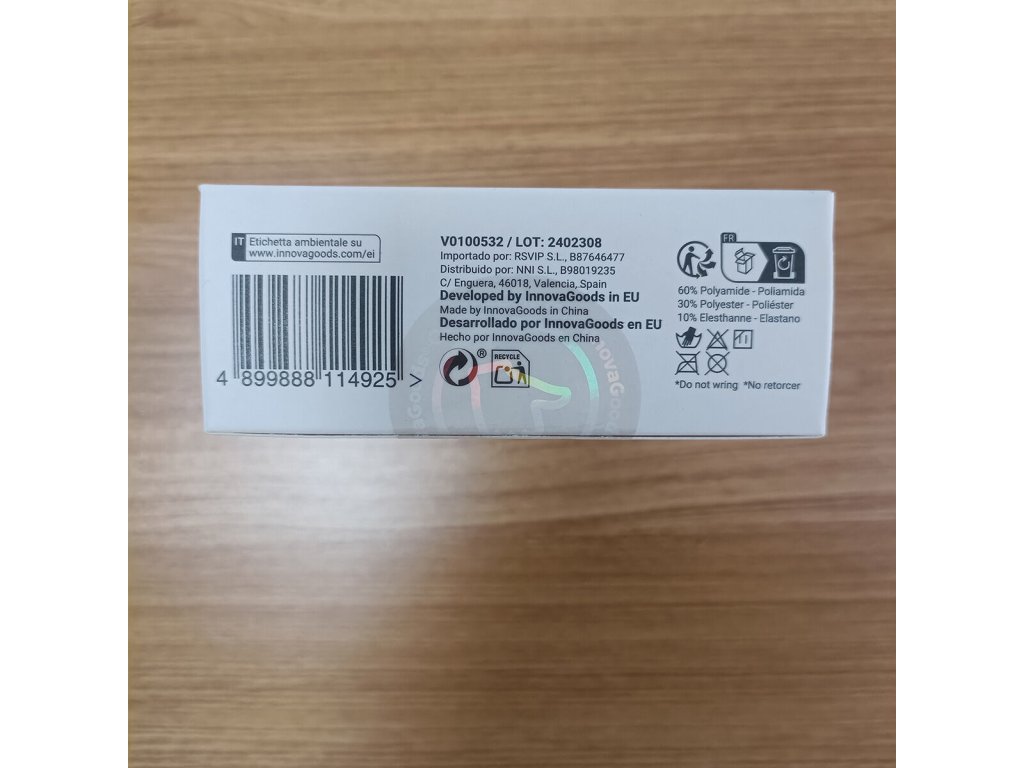 IT Etichetta ambientale su
www.innovagoods.com/ei
4 899888 114925 >
V0100532 / LOT: 2402308
Importado por: RSVIP S.L., B87646477
Distribuido por: NNI S.L., B98019235
C/ Enguera, 46018, Valencia, Spain
Developed by InnovaGoods in EU
Made by InnovaGoods in China
Desarrollado por InnovaGoods en EU
Hecho por InnovaGoods en China
®
RECYCLE
FR
60% Polyamide - Poliamida
30% Polyester - Poliéster
10% Elesthanne - Elastano
*Do not wring *No retorcer